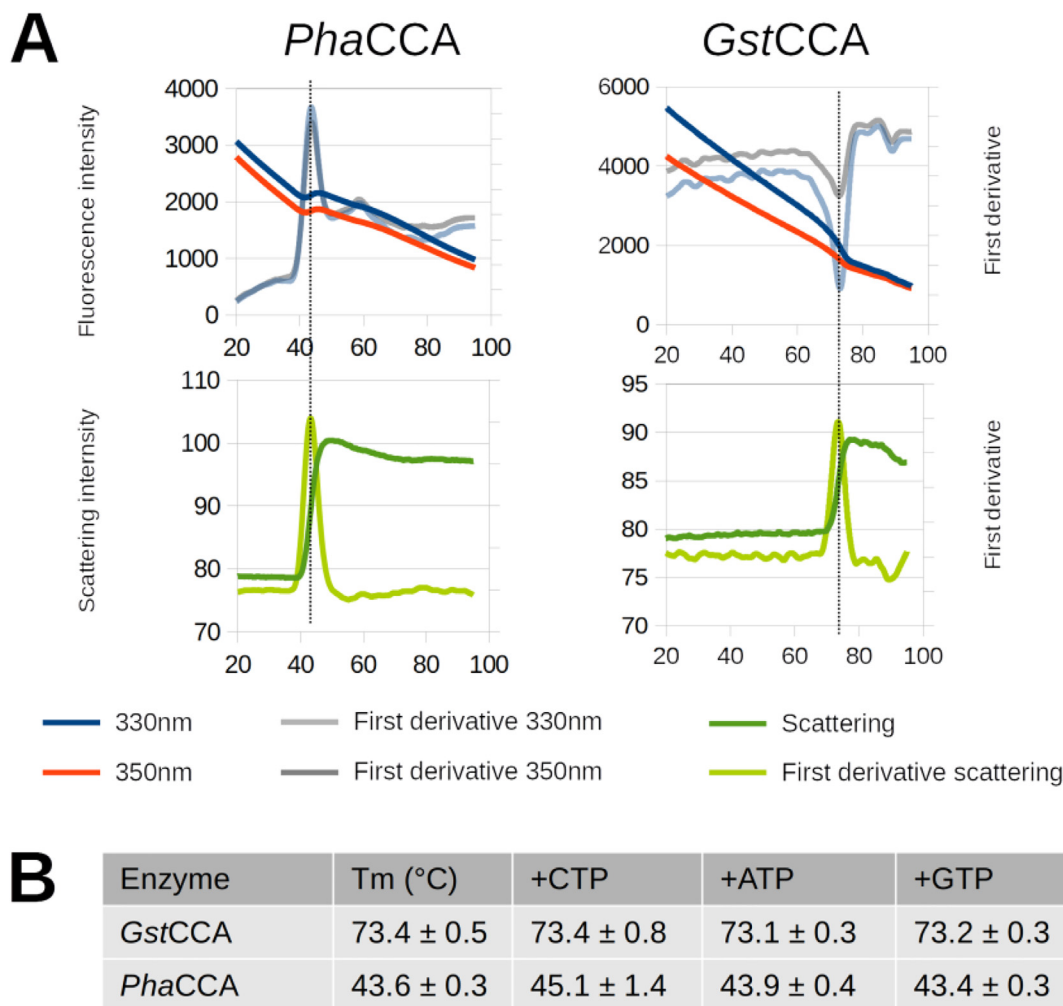 A
PhaCCA
GstCCA
Fluorescence intensity
4000
3000
2000
1000
0
20 40 60 80 100
6000
4000
2000
0
20 40 60 80 100
First derivative
Scattering internsity
110
100
90
80
70
20 40 60 80 100
95
90
85
80
75
70
20 40 60 80 100
First derivative
330nm
First derivative 330nm
Scattering
350nm
First derivative 350nm
First derivative scattering
B
Enzyme Tm (°C) +CTP +ATP +GTP
GstCCA 73.4 ± 0.5 73.4 ± 0.8 73.1 ± 0.3 73.2 ± 0.3
PhaCCA 43.6 ± 0.3 45.1 ± 1.4 43.9 ± 0.4 43.4 ± 0.3